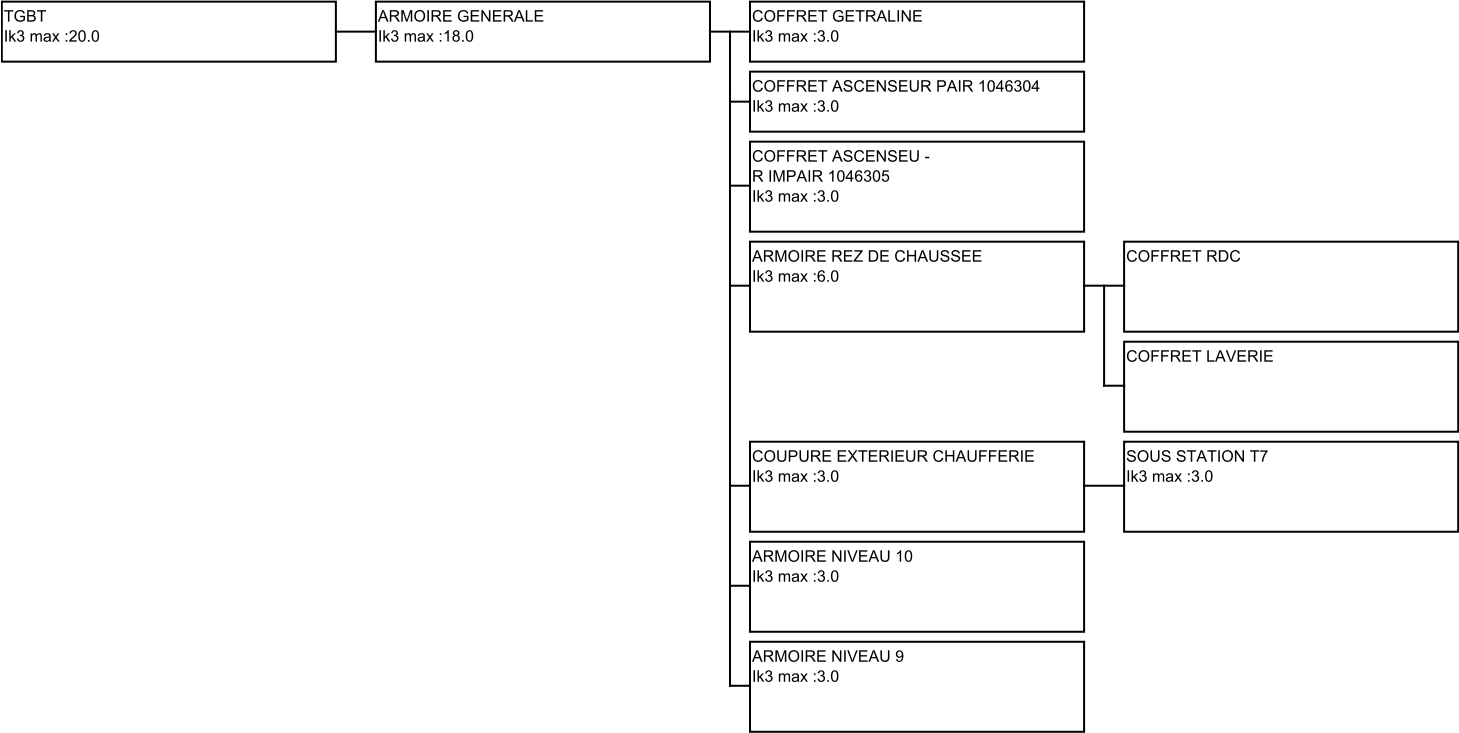 TGBT
Ik3 max :20.0
ARMOIRE GENERALE
Ik3 max :18.0
COFFRET GETRALINE
Ik3 max :3.0
COFFRET ASCENSEUR PAIR 1046304
Ik3 max :3.0
COFFRET ASCENSEU -
R IMPAIR 1046305
Ik3 max :3.0
ARMOIRE REZ DE CHAUSSEE
Ik3 max :6.0
COFFRET RDC
COFFRET LAVERIE
COUPURE EXTERIEUR CHAUFFERIE
Ik3 max :3.0
SOUS STATION T7
Ik3 max :3.0
ARMOIRE NIVEAU 10
Ik3 max :3.0
ARMOIRE NIVEAU 9
Ik3 max :3.0